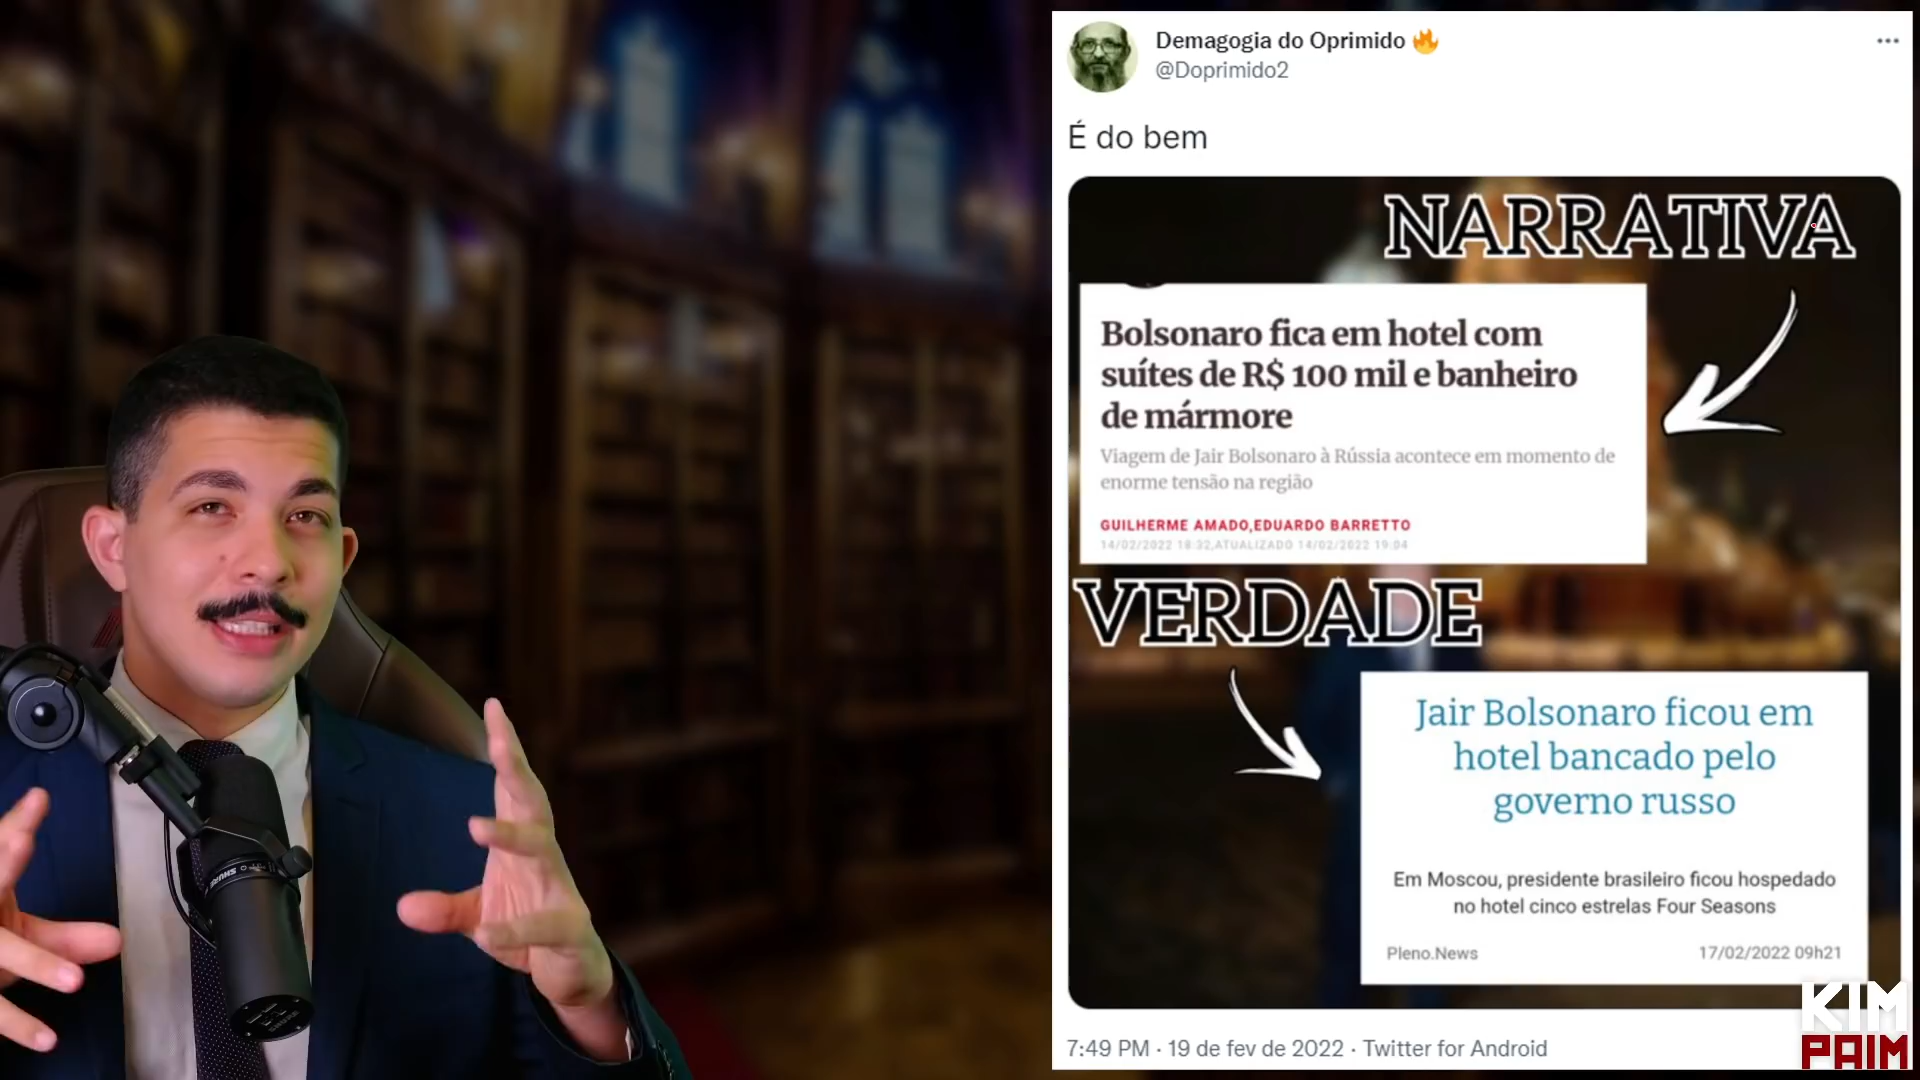 Demagogia do Oprimido 🔥
@Doprimido2
É do bem
NARRATIVA
Bolsonaro fica em hotel com
suítes de R$ 100 mil e banheiro
de mármore
Viagem de Jair Bolsonaro à Rússia acontece em momento de
enorme tensão na região
GUILHERME AMADO,EDUARDO BARRETTO
14/02/2022 18:32,ATUALIZADO 14/02/2022 19:04
VERDADE
Jair Bolsonaro ficou em
hotel bancado pelo
governo russo
Em Moscou, presidente brasileiro ficou hospedado
no hotel cinco estrelas Four Seasons
Pleno.News
17/02/2022 09h21
7:49 PM · 19 de fev de 2022 · Twitter for Android
KIM
PAIM
SHURE